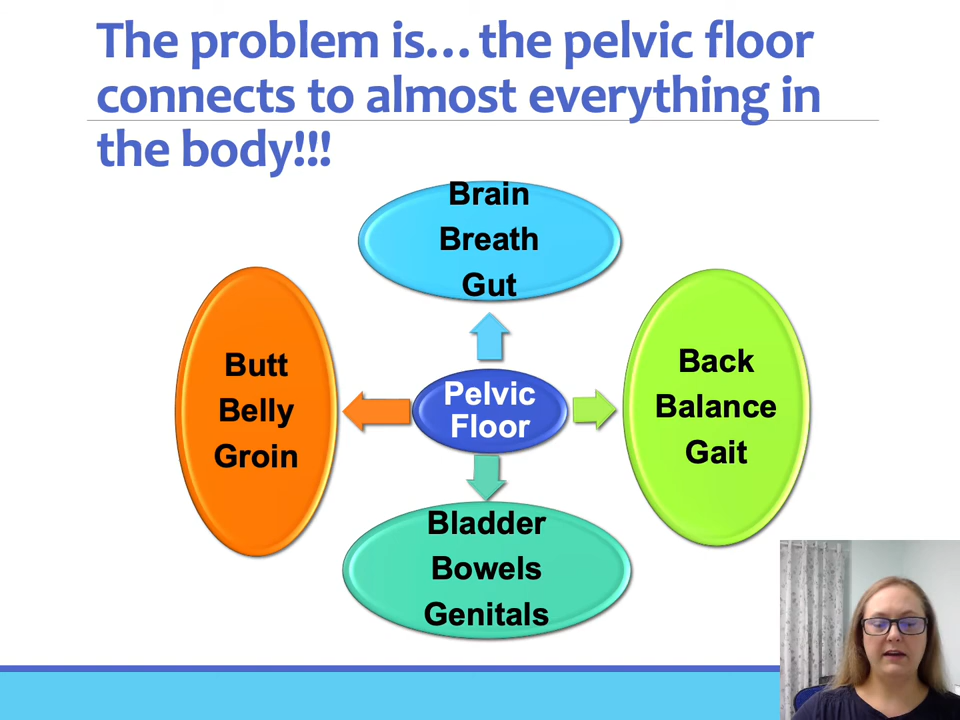 The problem is… the pelvic floor
connects to almost everything in
the body!!!
Brain
Breath
Gut
Butt
Belly
Groin
Pelvic
Floor
Back
Balance
Gait
Bladder
Bowels
Genitals